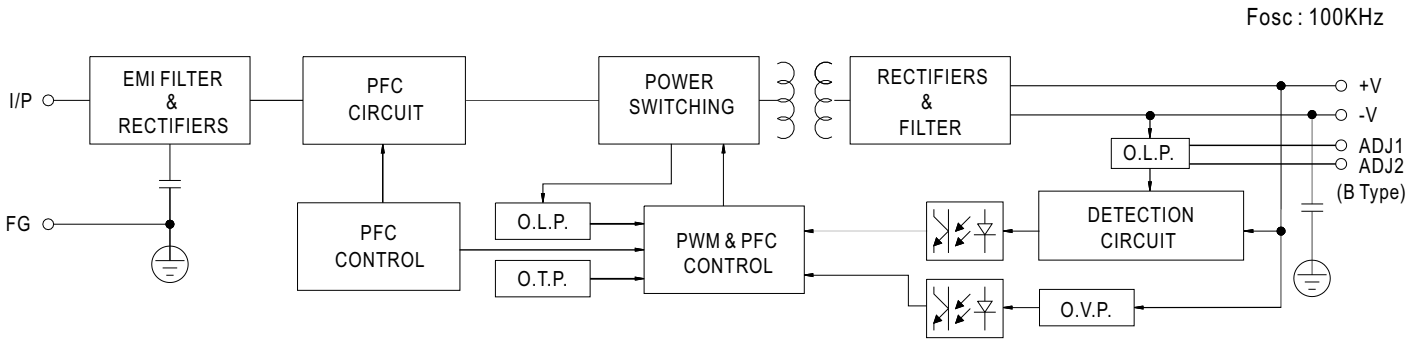 Fosc : 100KHz
I/P
EMI FILTER
&
RECTIFIERS
PFC
CIRCUIT
POWER
SWITCHING
RECTIFIERS
&
FILTER
+V
-V
ADJ1
ADJ2
(B Type)
O.L.P.
FG
PFC
CONTROL
O.L.P.
O.T.P.
PWM & PFC
CONTROL
DETECTION
CIRCUIT
O.V.P.